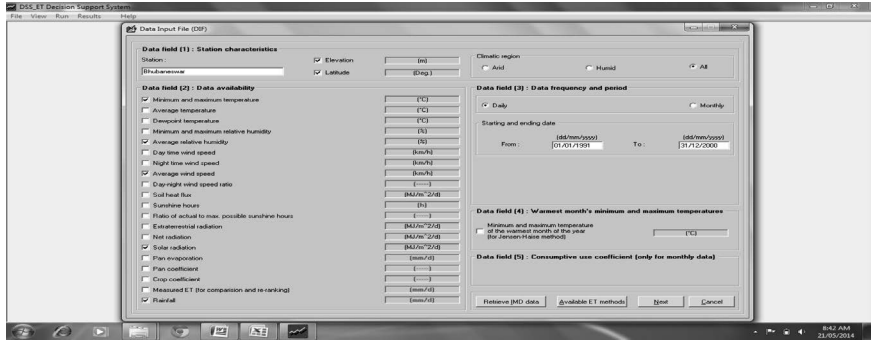 DSS_ET Decision Support System
File View Run Results Help
Data Input File (DIF)
Data field (1) : Station characteristics
Station :
Bhubaneswar
Elevation (m)
Latitude (Deg.)
Climatic region
Arid Humid All
Data field (2) : Data availability
Minimum and maximum temperature (°C)
Average temperature (°C)
Dewpoint temperature (°C)
Minimum and maximum relative humidity (%)
Average relative humidity (%)
Day time wind speed (km/h)
Night time wind speed (km/h)
Average wind speed (km/h)
Day-night wind speed ratio (-----)
Soil heat flux (MJ/m^2/d)
Sunshine hours (h)
Ratio of actual to max. possible sunshine hours (-----)
Extraterrestrial radiation (MJ/m^2/d)
Net radiation (MJ/m^2/d)
Solar radiation (MJ/m^2/d)
Pan evaporation (mm/d)
Pan coefficient (-----)
Crop coefficient (-----)
Measured ET (for comparision and re-ranking) (mm/d)
Rainfall (mm/d)
Data field (3) : Data frequency and period
Daily Monthly
Starting and ending date
(dd/mm/yyyy) (dd/mm/yyyy)
From : 01/01/1991 To : 31/12/2000
Data field (4) : Warmest month's minimum and maximum temperatures
Minimum and maximum temperature
of the warmest month of the year
(for Jensen-Haise method)
(°C)
Data field (5) : Consumptive use coefficient (only for monthly data)
Retrieve IMD data Available ET methods Next Cancel
8:42 AM
21/05/2014